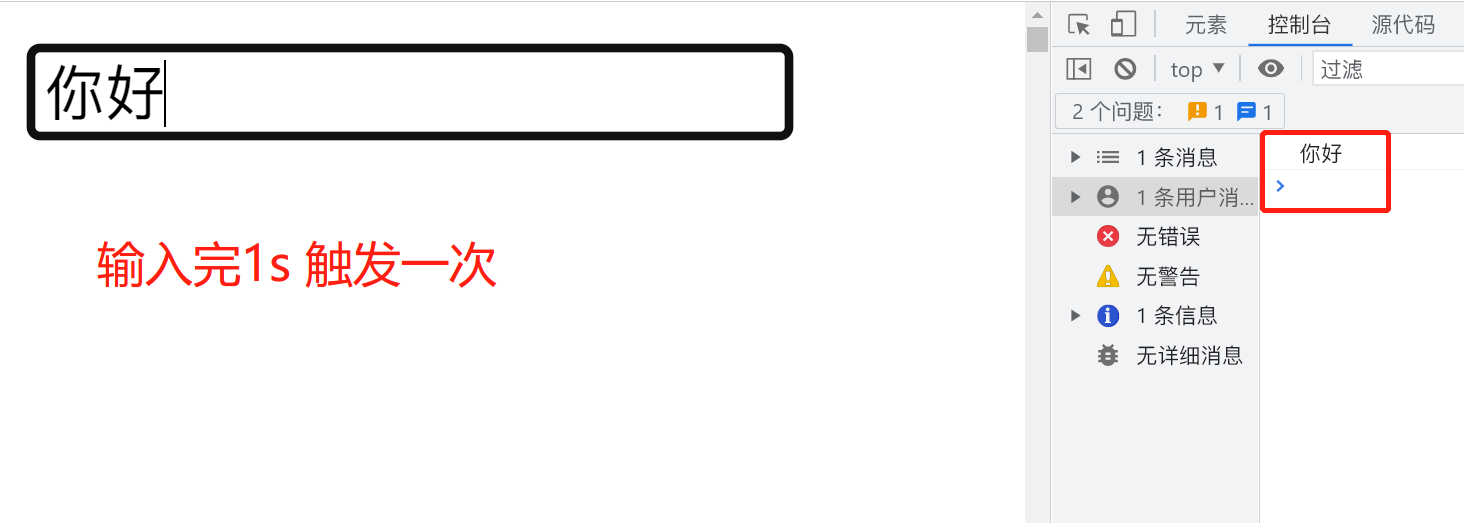 你好
输入完1s 触发一次
元素 控制台 源代码
top 过滤
2 个问题： 1 1
1 条消息
1 条用户消...
无错误
无警告
1 条信息
无详细消息
你好